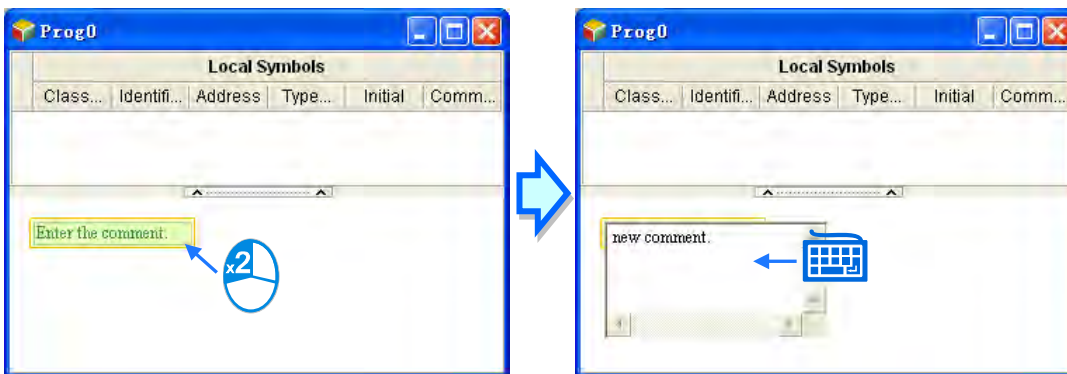 Prog0
Local Symbols
Class... Identifi... Address Type... Initial Comm...
Enter the comment.
x2
Prog0
Local Symbols
Class... Identifi... Address Type... Initial Comm...
new comment.